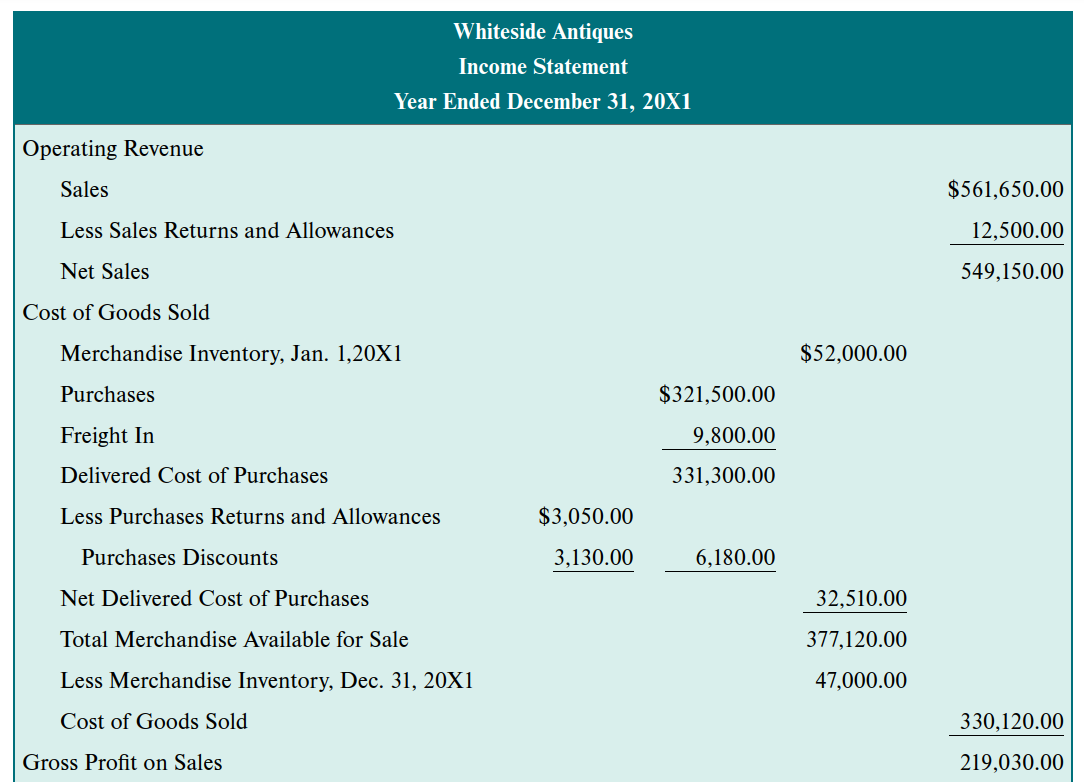 Whiteside Antiques
Income Statement
Year Ended December 31, 20X1
Operating Revenue
Sales $561,650.00
Less Sales Returns and Allowances 12,500.00
Net Sales 549,150.00
Cost of Goods Sold
Merchandise Inventory, Jan. 1,20X1 $52,000.00
Purchases $321,500.00
Freight In 9,800.00
Delivered Cost of Purchases 331,300.00
Less Purchases Returns and Allowances $3,050.00
Purchases Discounts 3,130.00 6,180.00
Net Delivered Cost of Purchases 32,510.00
Total Merchandise Available for Sale 377,120.00
Less Merchandise Inventory, Dec. 31, 20X1 47,000.00
Cost of Goods Sold 330,120.00
Gross Profit on Sales 219,030.00